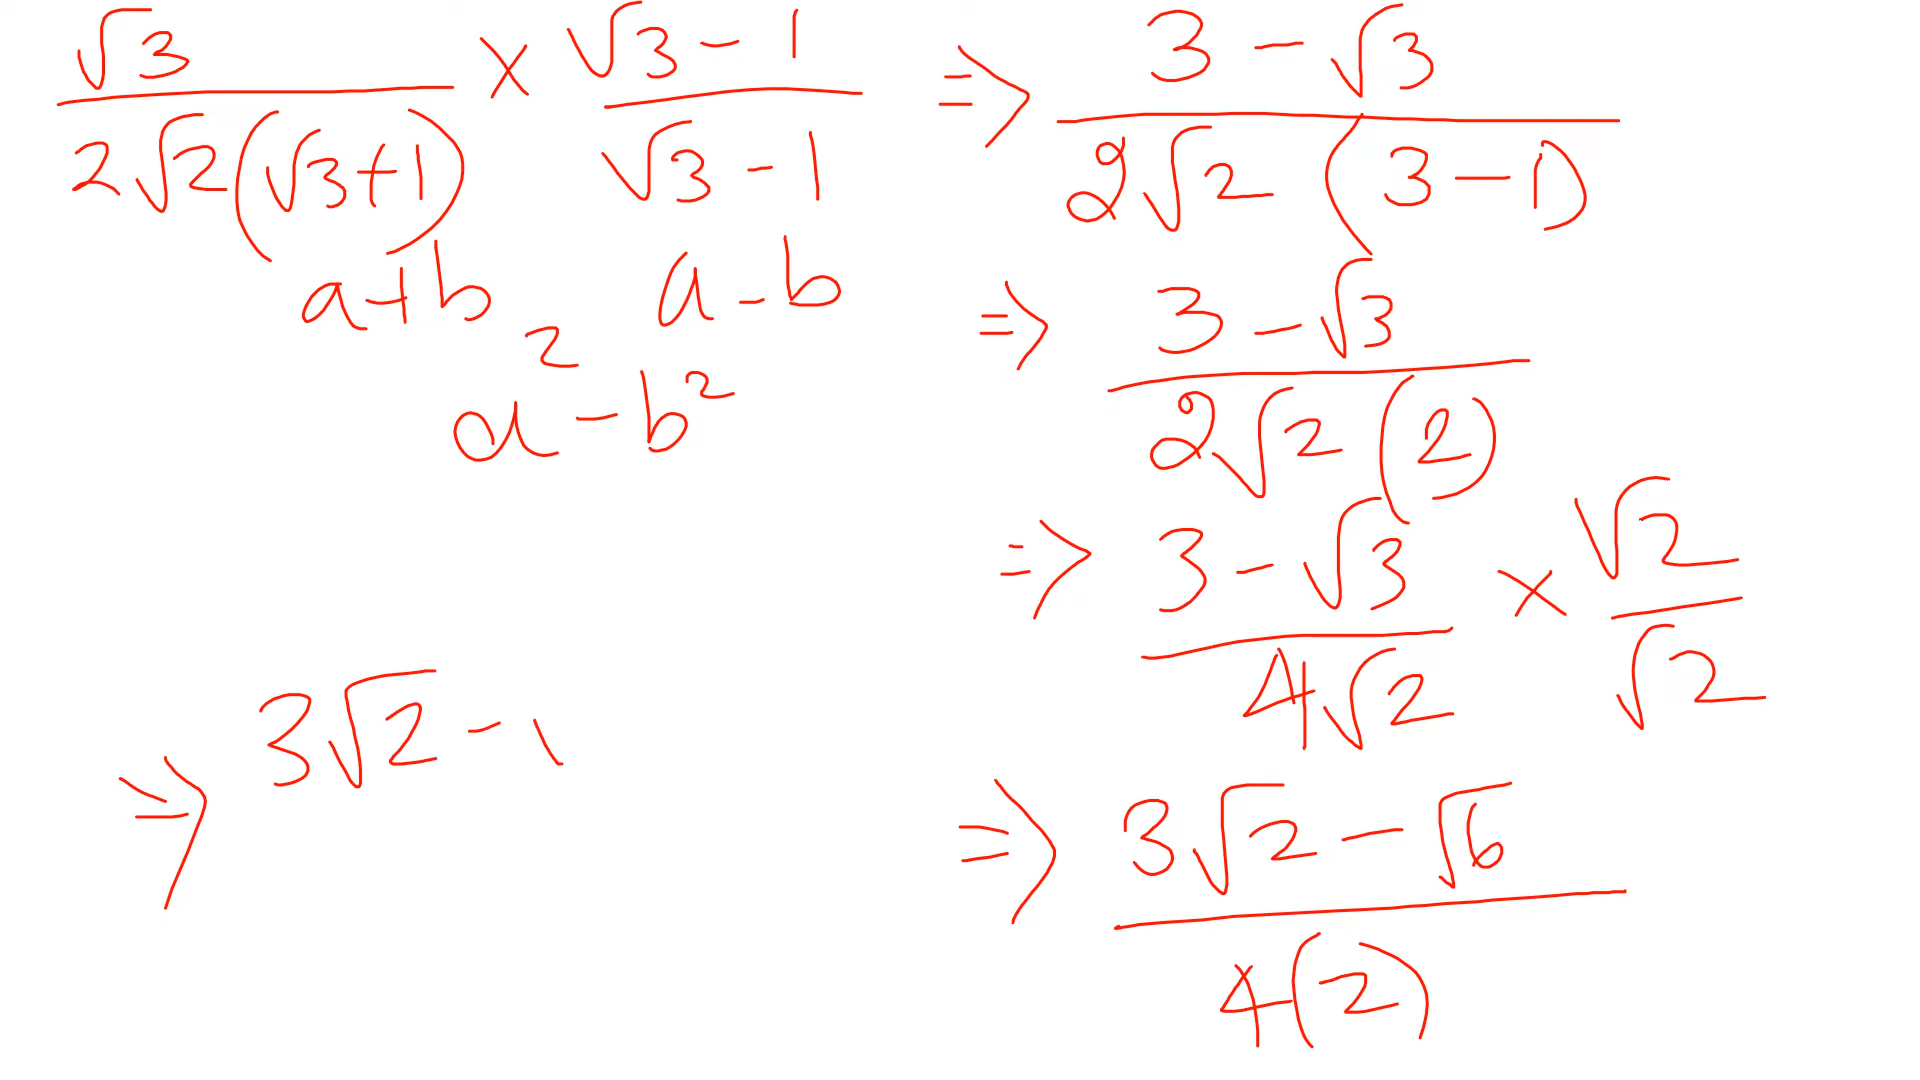 √3 / 2√2(√3+1) × √3 - 1 / √3 - 1
a+b a - b
a² - b²
=> 3 - √3 / 2√2 (3 - 1)
=> 3 - √3 / 2√2 (2)
=> 3 - √3 / 4√2 × √2 / √2
=> 3√2 - √6 / 4(2)
=> 3√2 -